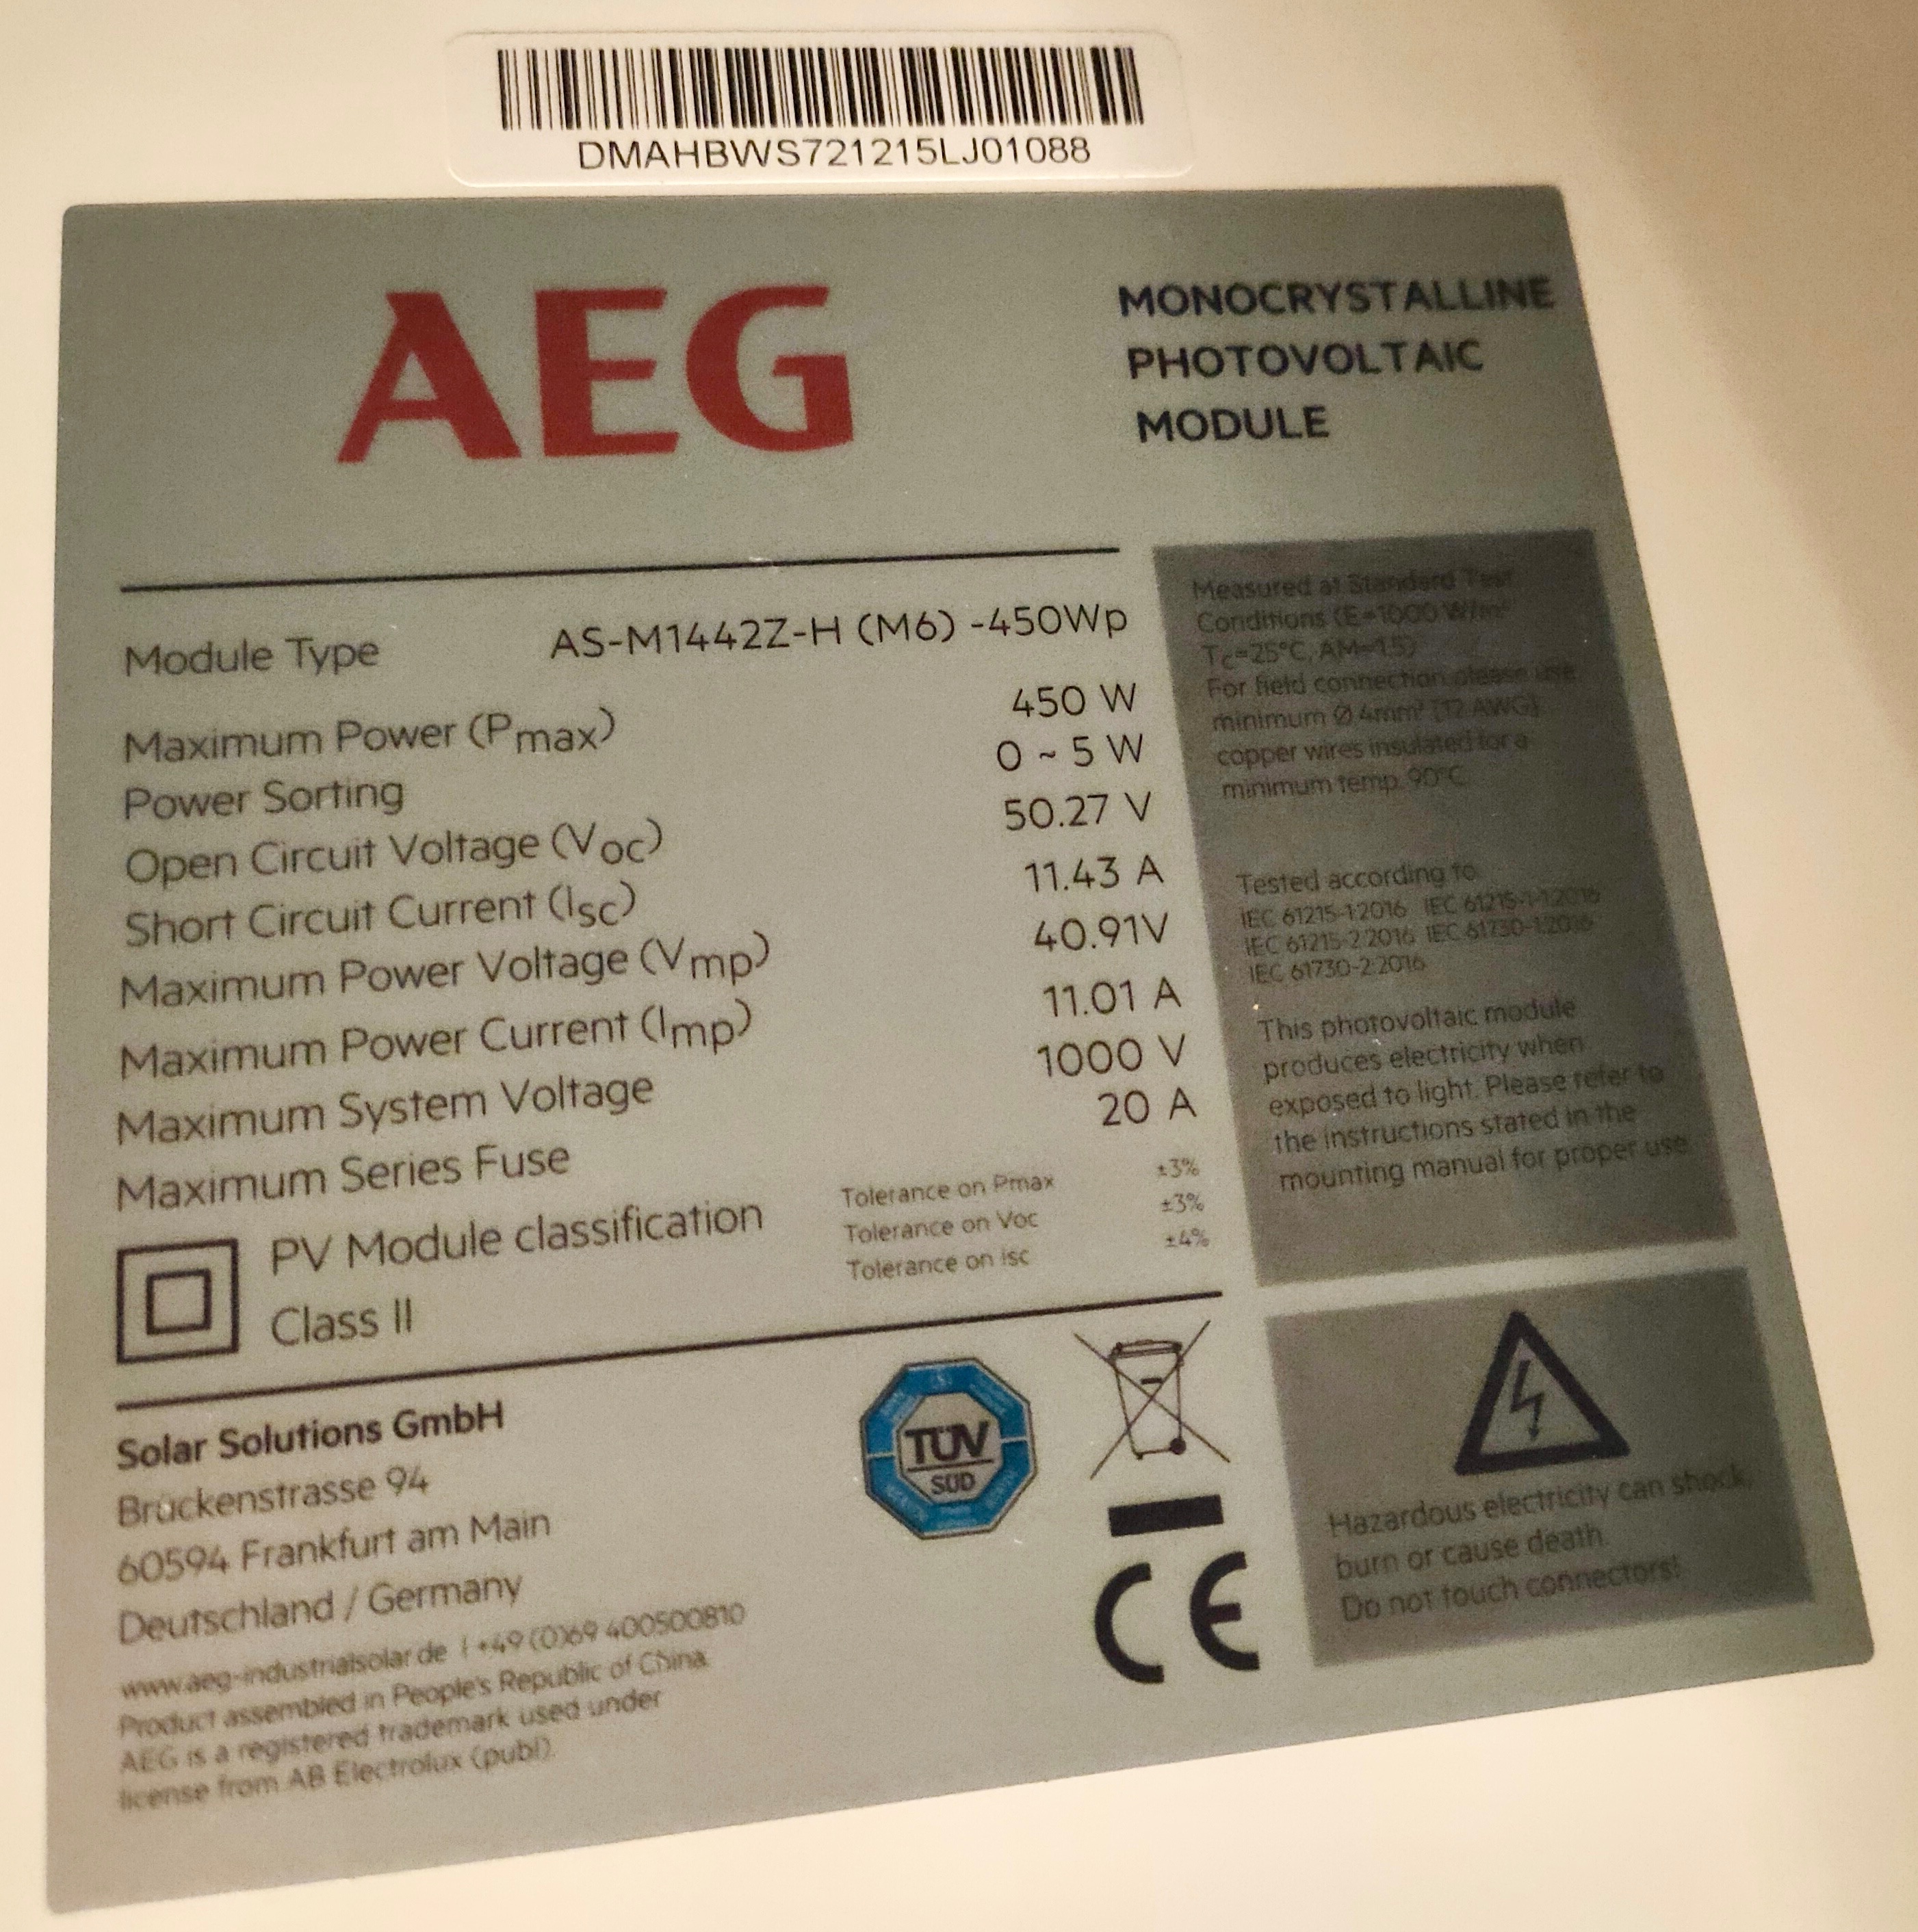 DMAHBWS721215LJ01088
AEG
MONOCRYSTALLINE
PHOTOVOLTAIC
MODULE
Module Type AS-M1442Z-H (M6) -450Wp
Maximum Power (Pmax) 450 W
Power Sorting 0 ~ 5 W
Open Circuit Voltage (Voc) 50.27 V
Short Circuit Current (Isc) 11.43 A
Maximum Power Voltage (Vmp) 40.91V
Maximum Power Current (Imp) 11.01 A
Maximum System Voltage 1000 V
Maximum Series Fuse 20 A
PV Module classification
Class II
Tolerance on Pmax ±3%
Tolerance on Voc ±3%
Tolerance on isc ±4%
Measured at Standard Test
Conditions (E=1000 W/m²
Tc=25°C, AM=1.5)
For field connection please use
minimum Ø 4mm² (12 AWG)
copper wires insulated for a
minimum temp. 90°C
Tested according to
IEC 61215-1:2016 IEC 61215-1-1:2016
IEC 61215-2:2016 IEC 61730-1:2016
IEC 61730-2:2016
This photovoltaic module
produces electricity when
exposed to light. Please refer to
the instructions stated in the
mounting manual for proper use
Solar Solutions GmbH
Brückenstrasse 94
60594 Frankfurt am Main
Deutschland / Germany
www.aeg-industrialsolar.de | +49 (0)69 400500810
Product assembled in People's Republic of China
AEG is a registered trademark used under
license from AB Electrolux (publ).
TÜV
SÜD
CE
Hazardous electricity can shock,
burn or cause death.
Do not touch connectors!